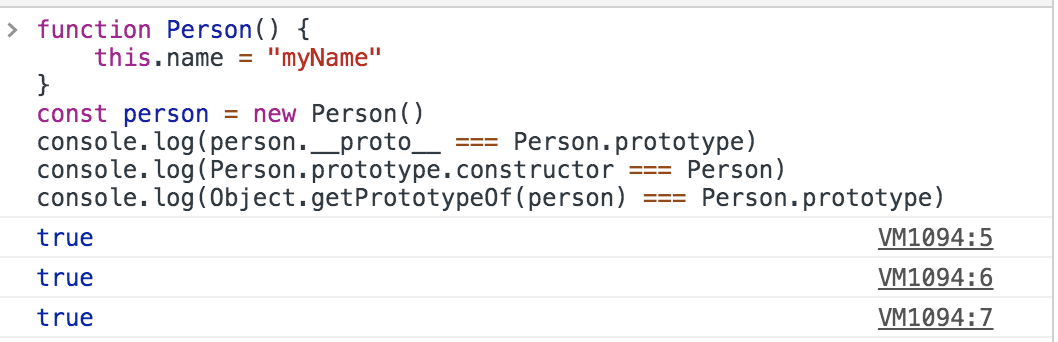 > function Person() {
    this.name = "myName"
}
const person = new Person()
console.log(person.__proto__ === Person.prototype)
console.log(Person.prototype.constructor === Person)
console.log(Object.getPrototypeOf(person) === Person.prototype)
true VM1094:5
true VM1094:6
true VM1094:7